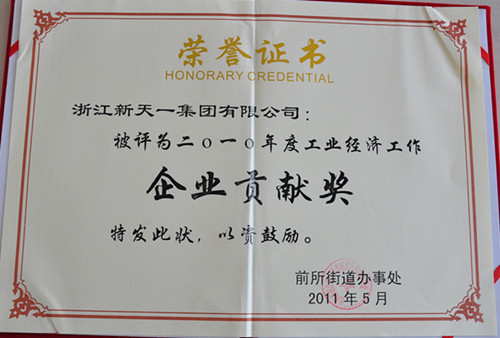 荣誉证书
HONORARY CREDENTIAL
浙江新天一集团有限公司：
被评为二〇一〇年度工业经济工作
企业贡献奖
特发此状，以资鼓励。
前所街道办事处
2011年5月